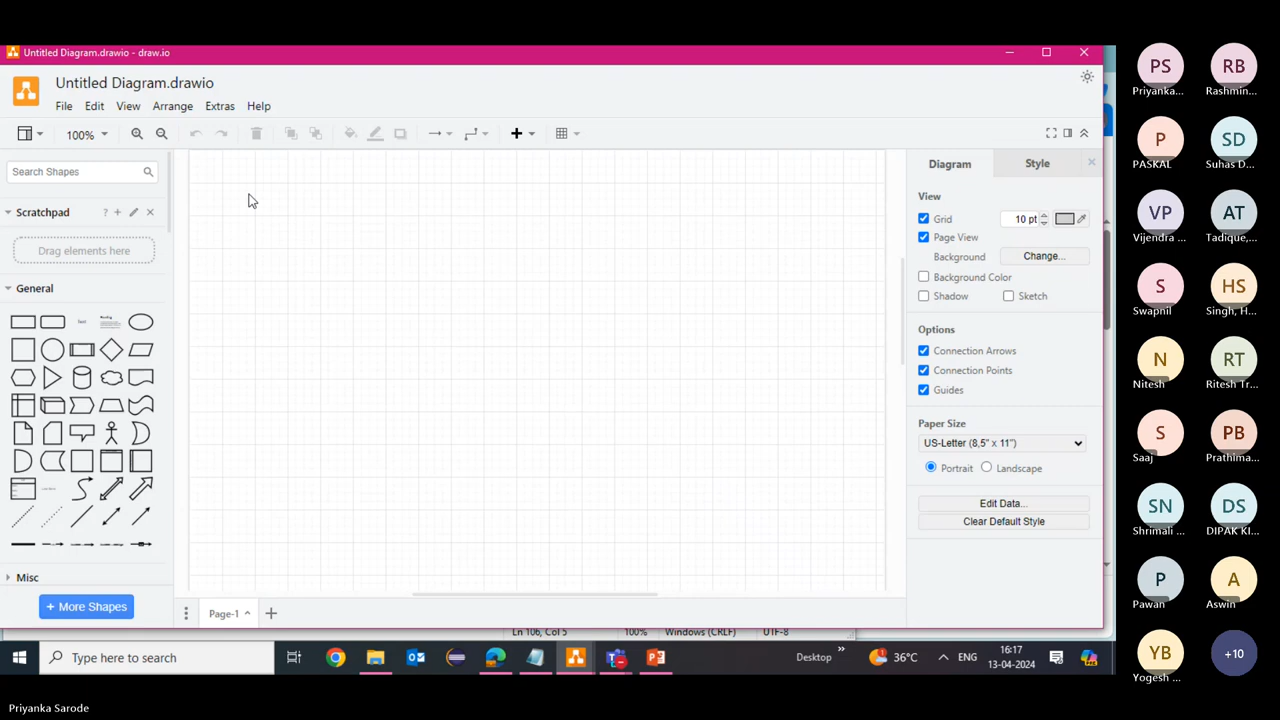 Untitled Diagram.drawio - draw.io
Untitled Diagram.drawio
File Edit View Arrange Extras Help
100%
Search Shapes
Scratchpad
?
Drag elements here
General
Text
Heading
Misc
+ More Shapes
Page-1
Diagram Style
View
Grid 10 pt
Page View
Background Change...
Background Color
Shadow Sketch
Options
Connection Arrows
Connection Points
Guides
Paper Size
US-Letter (8,5" x 11")
Portrait Landscape
Edit Data...
Clear Default Style
Ln 106, Col 5 100% Windows (CRLF) UTF-8
Type here to search
Desktop
36°C
ENG
16:17
13-04-2024
PS RB
Priyanka... Rashmin...
P SD
PASKAL Suhas D...
VP AT
Vijendra ... Tadique,...
S HS
Swapnil Singh, H...
N RT
Nitesh Ritesh Tr...
S PB
Saaj Prathima...
SN DS
Shrimali ... DIPAK KI...
P A
Pawan Aswin
YB +10
Yogesh ...
Priyanka Sarode